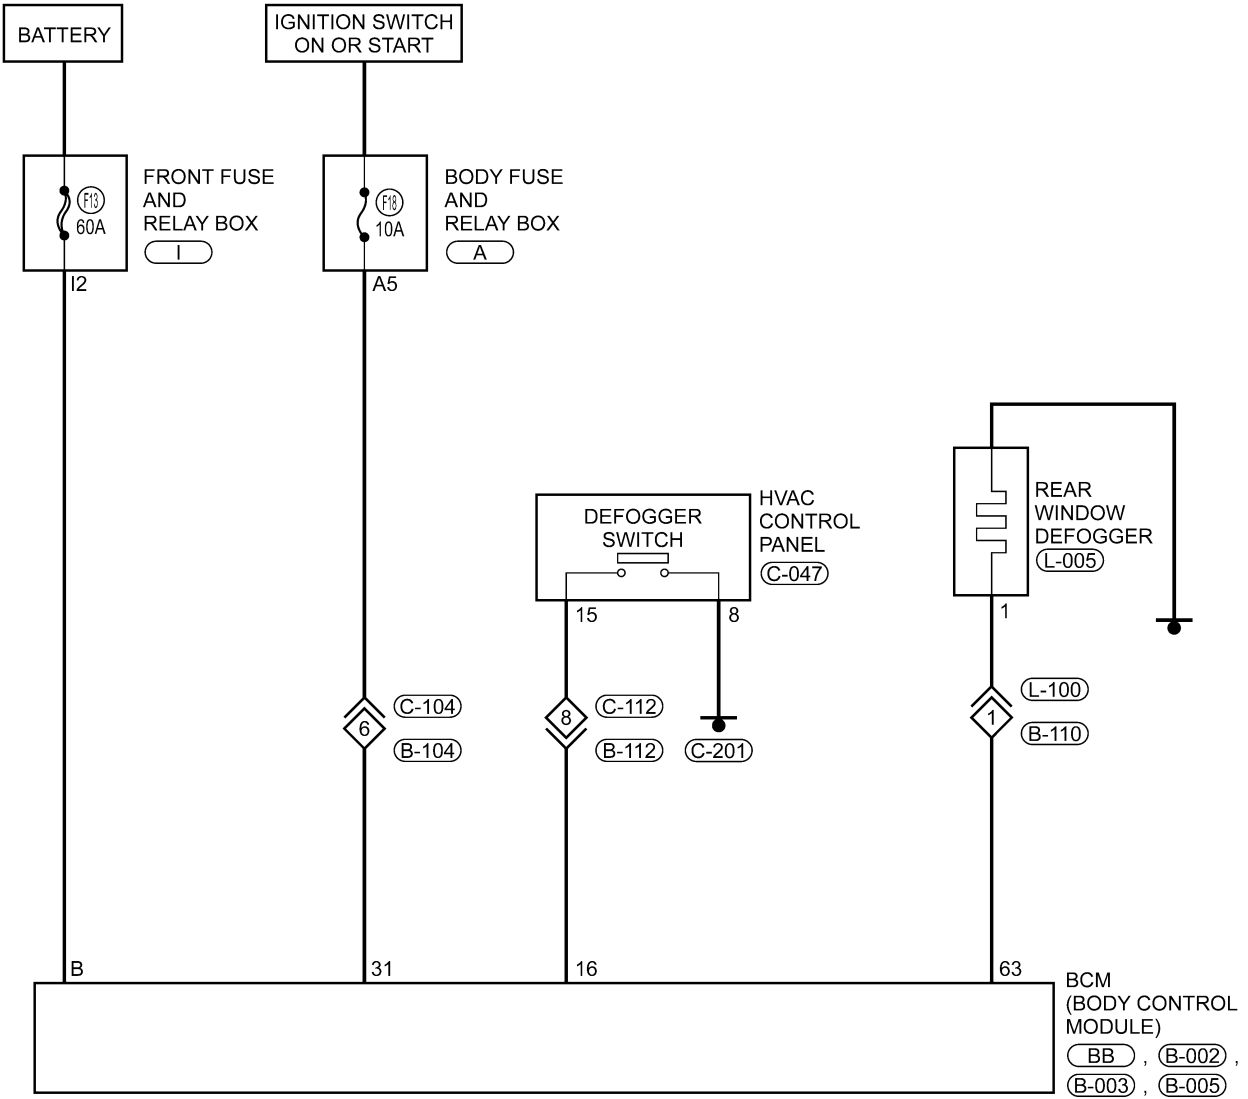 BATTERY
IGNITION SWITCH
ON OR START
F13
60A
FRONT FUSE
AND
RELAY BOX
I
F18
10A
BODY FUSE
AND
RELAY BOX
A
I2
A5
DEFOGGER
SWITCH
HVAC
CONTROL
PANEL
C-047
REAR
WINDOW
DEFOGGER
L-005
15
8
1
6
C-104
B-104
8
C-112
B-112
C-201
1
L-100
B-110
B
31
16
63
BCM
(BODY CONTROL
MODULE)
BB , B-002 ,
B-003 , B-005